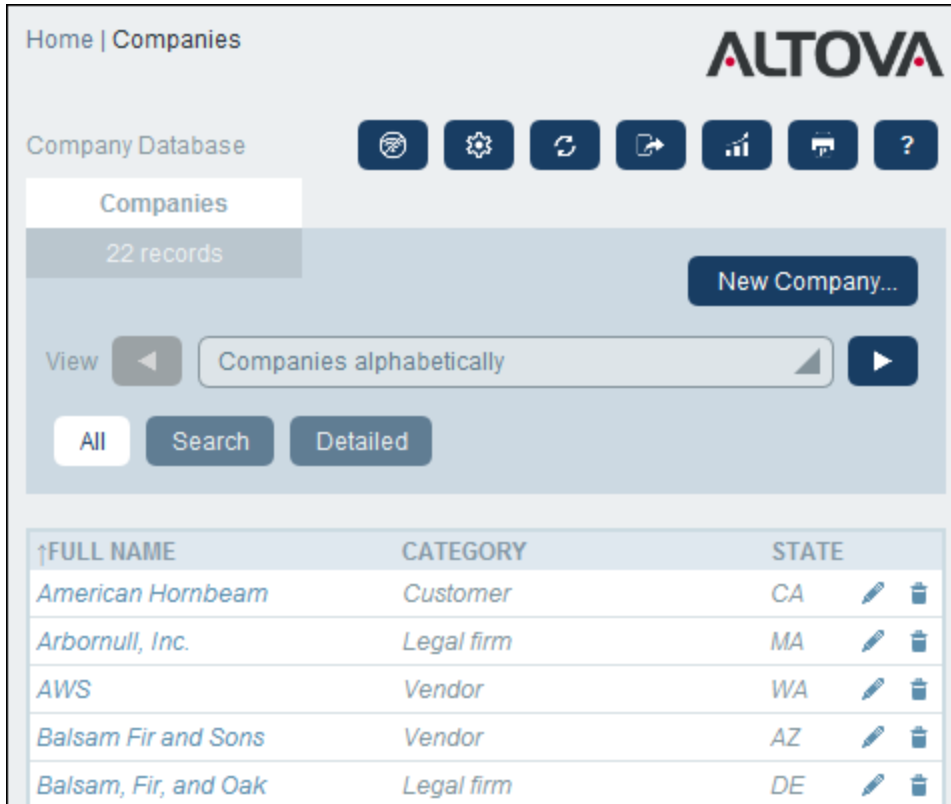 Home | Companies
ALTOVA
Company Database
?
Companies
22 records
New Company...
View
Companies alphabetically
All Search Detailed
↑FULL NAME CATEGORY STATE
American Hornbeam Customer CA
Arbornull, Inc. Legal firm MA
AWS Vendor WA
Balsam Fir and Sons Vendor AZ
Balsam, Fir, and Oak Legal firm DE